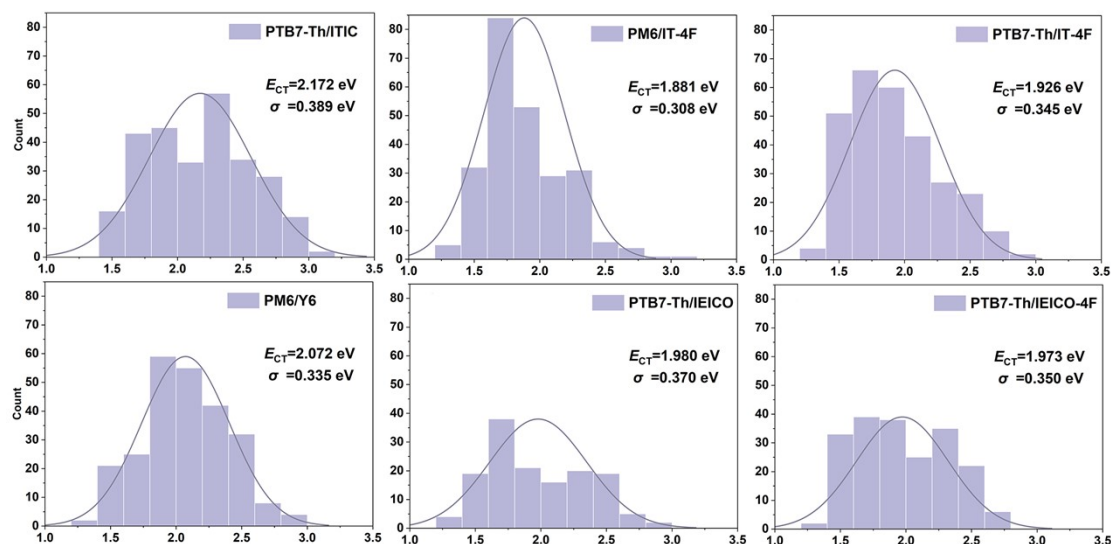 PTB7-Th/ITIC
E_CT=2.172 eV
σ =0.389 eV
Count
80
70
60
50
40
30
20
10
0
1.0 1.5 2.0 2.5 3.0 3.5
PM6/IT-4F
E_CT=1.881 eV
σ =0.308 eV
80
70
60
50
40
30
20
10
0
1.0 1.5 2.0 2.5 3.0 3.5
PTB7-Th/IT-4F
E_CT=1.926 eV
σ =0.345 eV
80
70
60
50
40
30
20
10
0
1.0 1.5 2.0 2.5 3.0 3.5
PM6/Y6
E_CT=2.072 eV
σ =0.335 eV
Count
80
70
60
50
40
30
20
10
0
1.0 1.5 2.0 2.5 3.0 3.5
PTB7-Th/IEICO
E_CT=1.980 eV
σ =0.370 eV
80
70
60
50
40
30
20
10
0
1.0 1.5 2.0 2.5 3.0 3.5
PTB7-Th/IEICO-4F
E_CT=1.973 eV
σ =0.350 eV
80
70
60
50
40
30
20
10
0
1.0 1.5 2.0 2.5 3.0 3.5